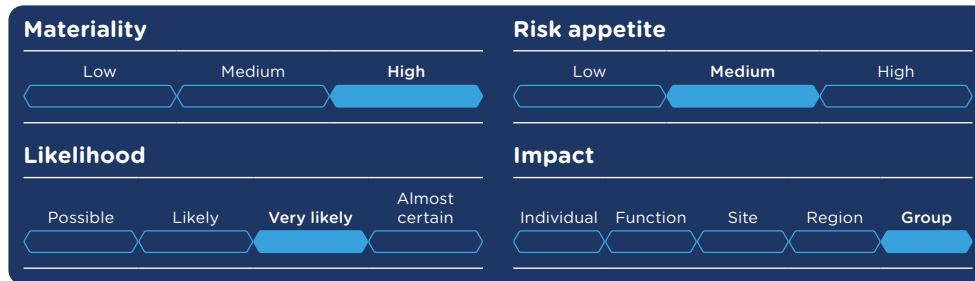 Materiality
Low Medium High
Risk appetite
Low Medium High
Likelihood
Possible Likely Very likely Almost
certain
Impact
Individual Function Site Region Group